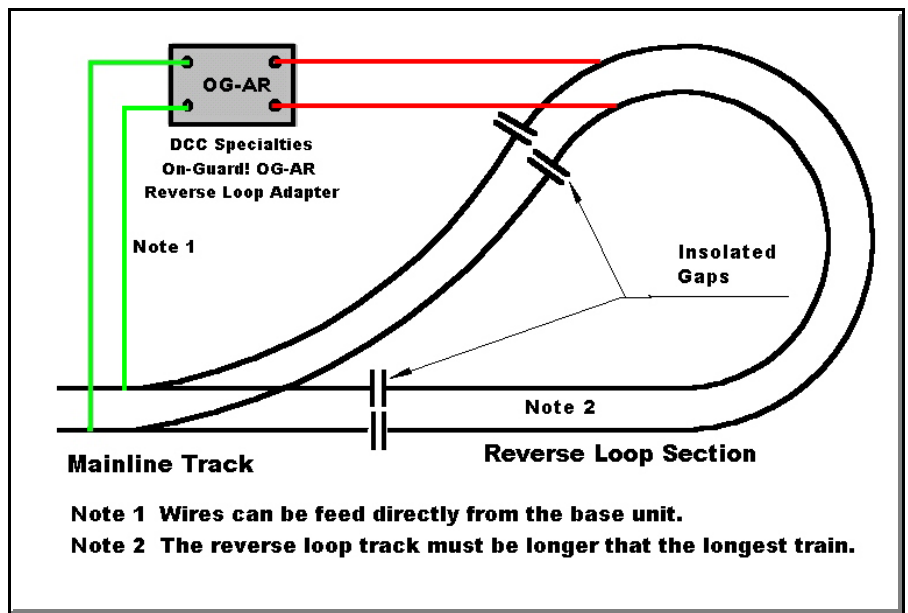 OG-AR
DCC Specialties
On-Guard! OG-AR
Reverse Loop Adapter
Note 1
Insolated
Gaps
Note 2
Mainline Track
Reverse Loop Section
Note 1 Wires can be feed directly from the base unit.
Note 2 The reverse loop track must be longer that the longest train.